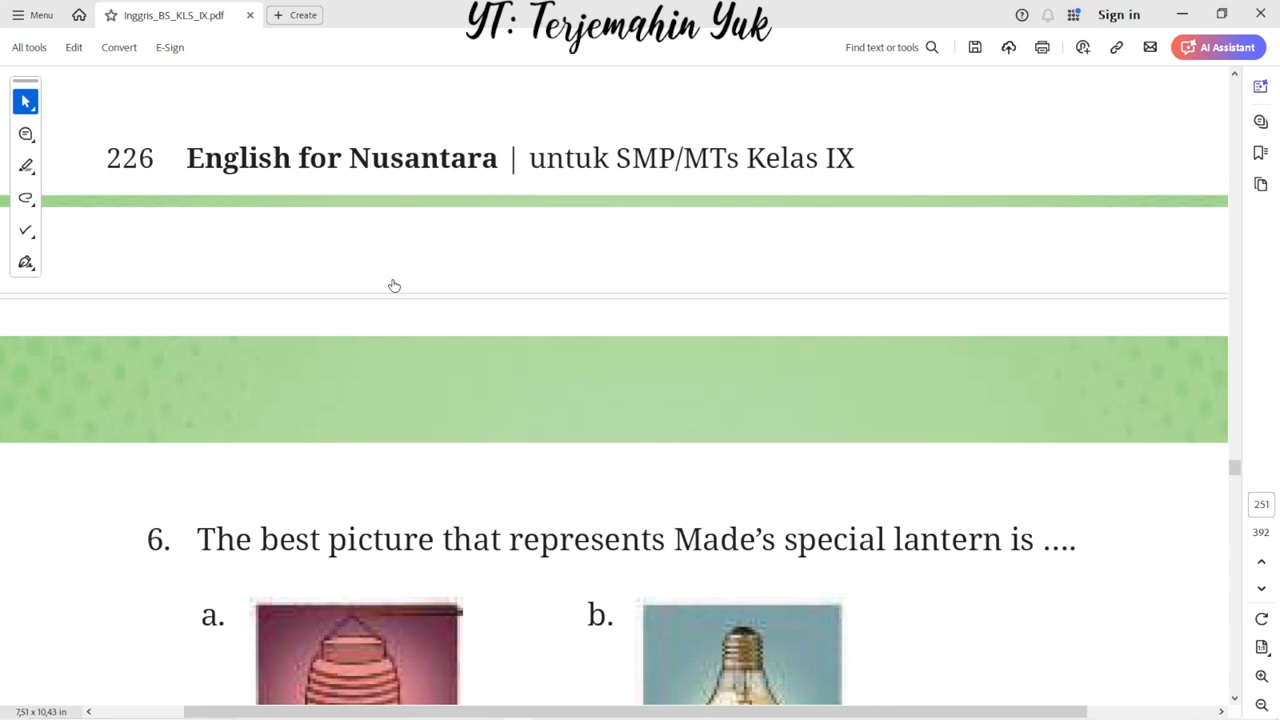 Menu
Inggris_BS_KLS_IX.pdf
Create
YT: Terjemahin Yuk
Sign in
All tools
Edit
Convert
E-Sign
Find text or tools
AI Assistant
226 English for Nusantara | untuk SMP/MTs Kelas IX
6. The best picture that represents Made’s special lantern is ….
a.
b.
251
392
7,51 x 10,43 in